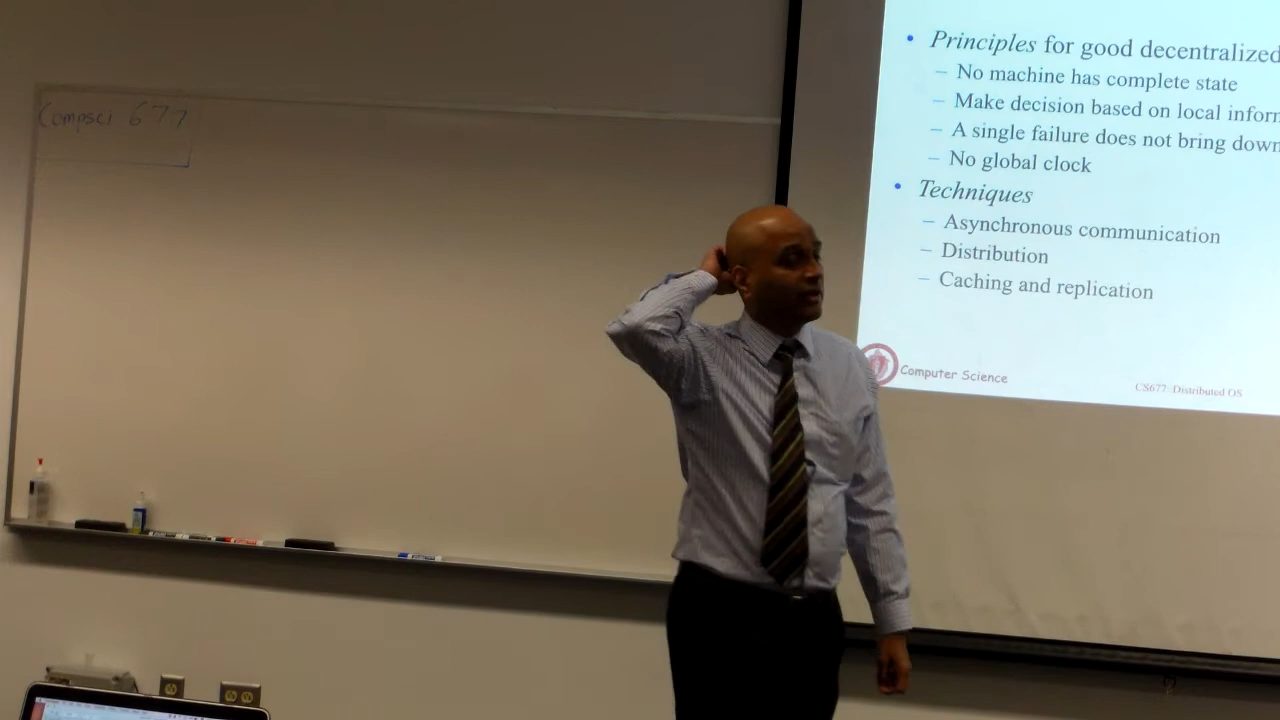 Compsci 677
• Principles for good decentralized
– No machine has complete state
– Make decision based on local inform
– A single failure does not bring down
– No global clock
• Techniques
– Asynchronous communication
– Distribution
– Caching and replication
Computer Science
CS677: Distributed OS